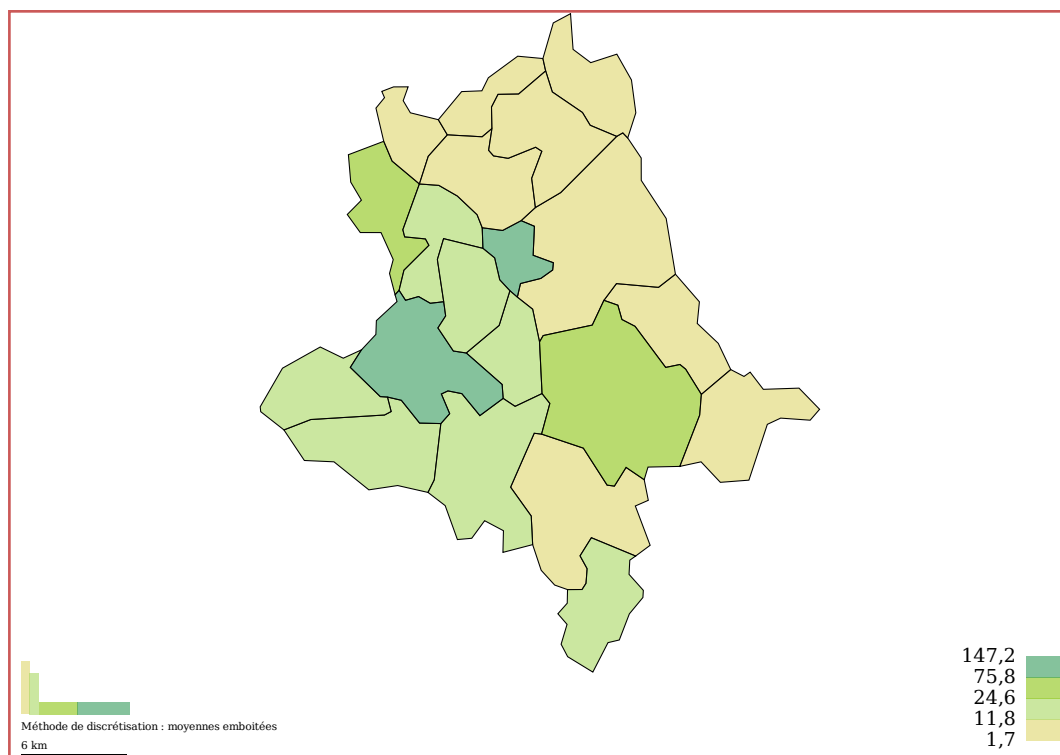 147,2
75,8
24,6
11,8
1,7
Méthode de discrétisation : moyennes emboitées
6 km